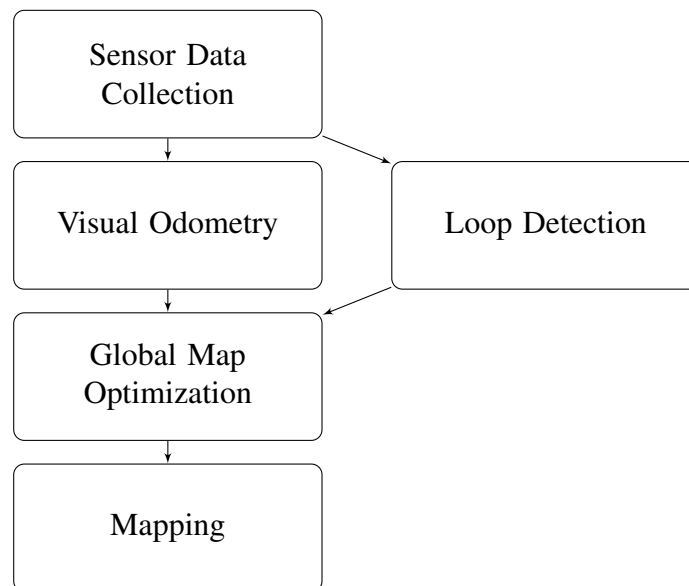 Sensor Data
Collection
Visual Odometry
Loop Detection
Global Map
Optimization
Mapping